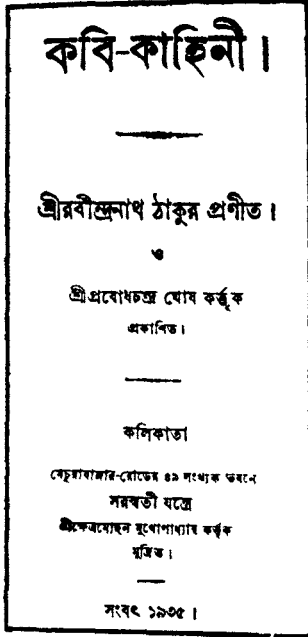 কবি-কাহিনী।
শ্রীরবীন্দ্রনাথ ঠাকুর প্রণীত।
ও
শ্রীপ্রবোধচন্দ্র ঘোষ কর্ত্তৃক
প্রকাশিত।
কলিকাতা
মেচুয়াবাজার-রোডের ৪৯ সংখ্যক ভবনে
সরস্বতী যন্ত্রে
শ্রীক্ষেত্রমোহন মুখোপাধ্যায় কর্ত্তৃক
মুদ্রিত।
সংবৎ ১৯৩৫।